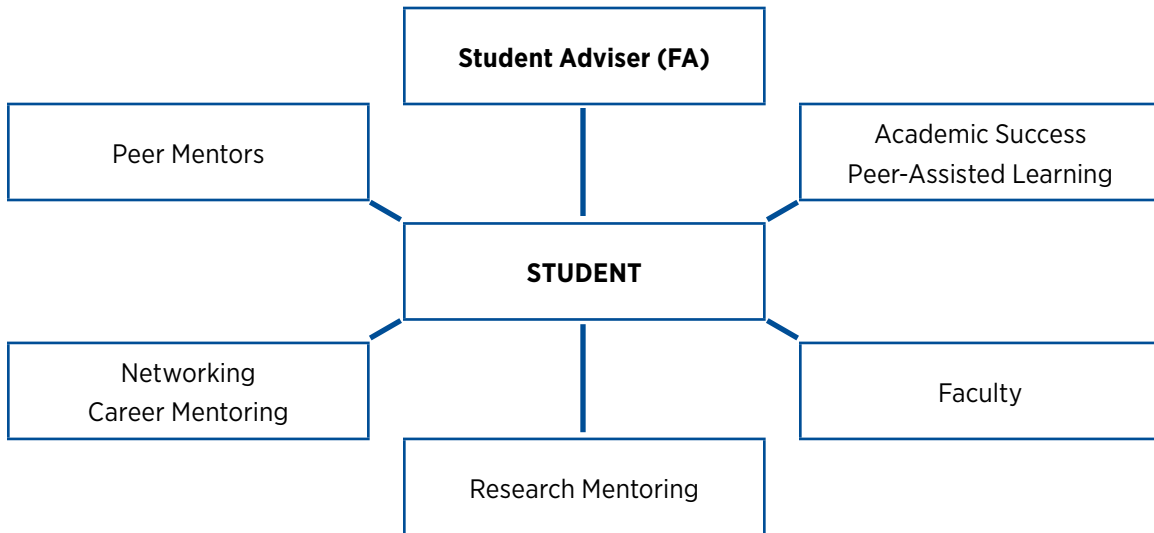 Student Adviser (FA)
Peer Mentors
Academic Success
Peer-Assisted Learning
STUDENT
Networking
Career Mentoring
Faculty
Research Mentoring